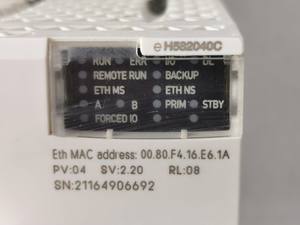 e H582040C
RUN ERR I/O DL
REMOTE RUN BACKUP
ETH MS ETH NS
A B PRIM STBY
FORCED IO
Eth MAC address: 00.80.F4.16.E6.1A
PV:04 SV:2.20 RL:08
SN:21164906692